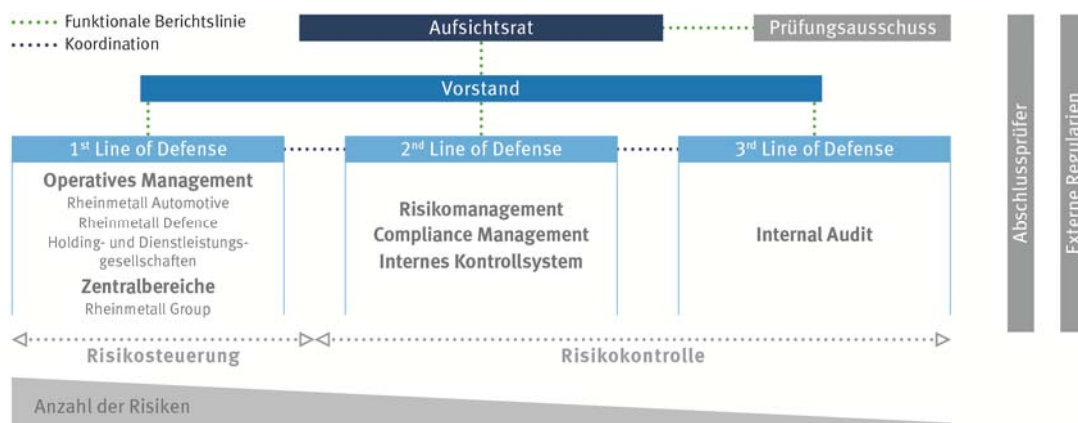 Funktionale Berichtslinie
Koordination
Aufsichtsrat
Prüfungsausschuss
Vorstand
1st Line of Defense
2nd Line of Defense
3rd Line of Defense
Operatives Management
Rheinmetall Automotive
Rheinmetall Defence
Holding- und Dienstleistungs-
gesellschaften
Zentralbereiche
Rheinmetall Group
Risikomanagement
Compliance Management
Internes Kontrollsystem
Internal Audit
Risikosteuerung
Risikokontrolle
Anzahl der Risiken
Abschlussprüfer
Externe Regularien